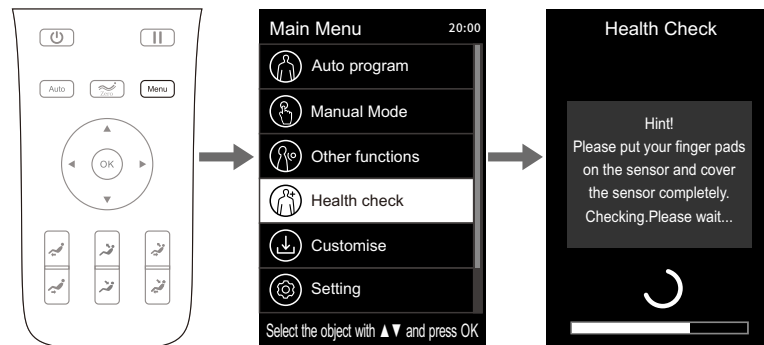 Auto
Zero
Menu
OK
Main Menu 20:00
Auto program
Manual Mode
Other functions
Health check
Customise
Setting
Select the object with ▲▼ and press OK
Health Check
Hint!
Please put your finger pads
on the sensor and cover
the sensor completely.
Checking.Please wait...